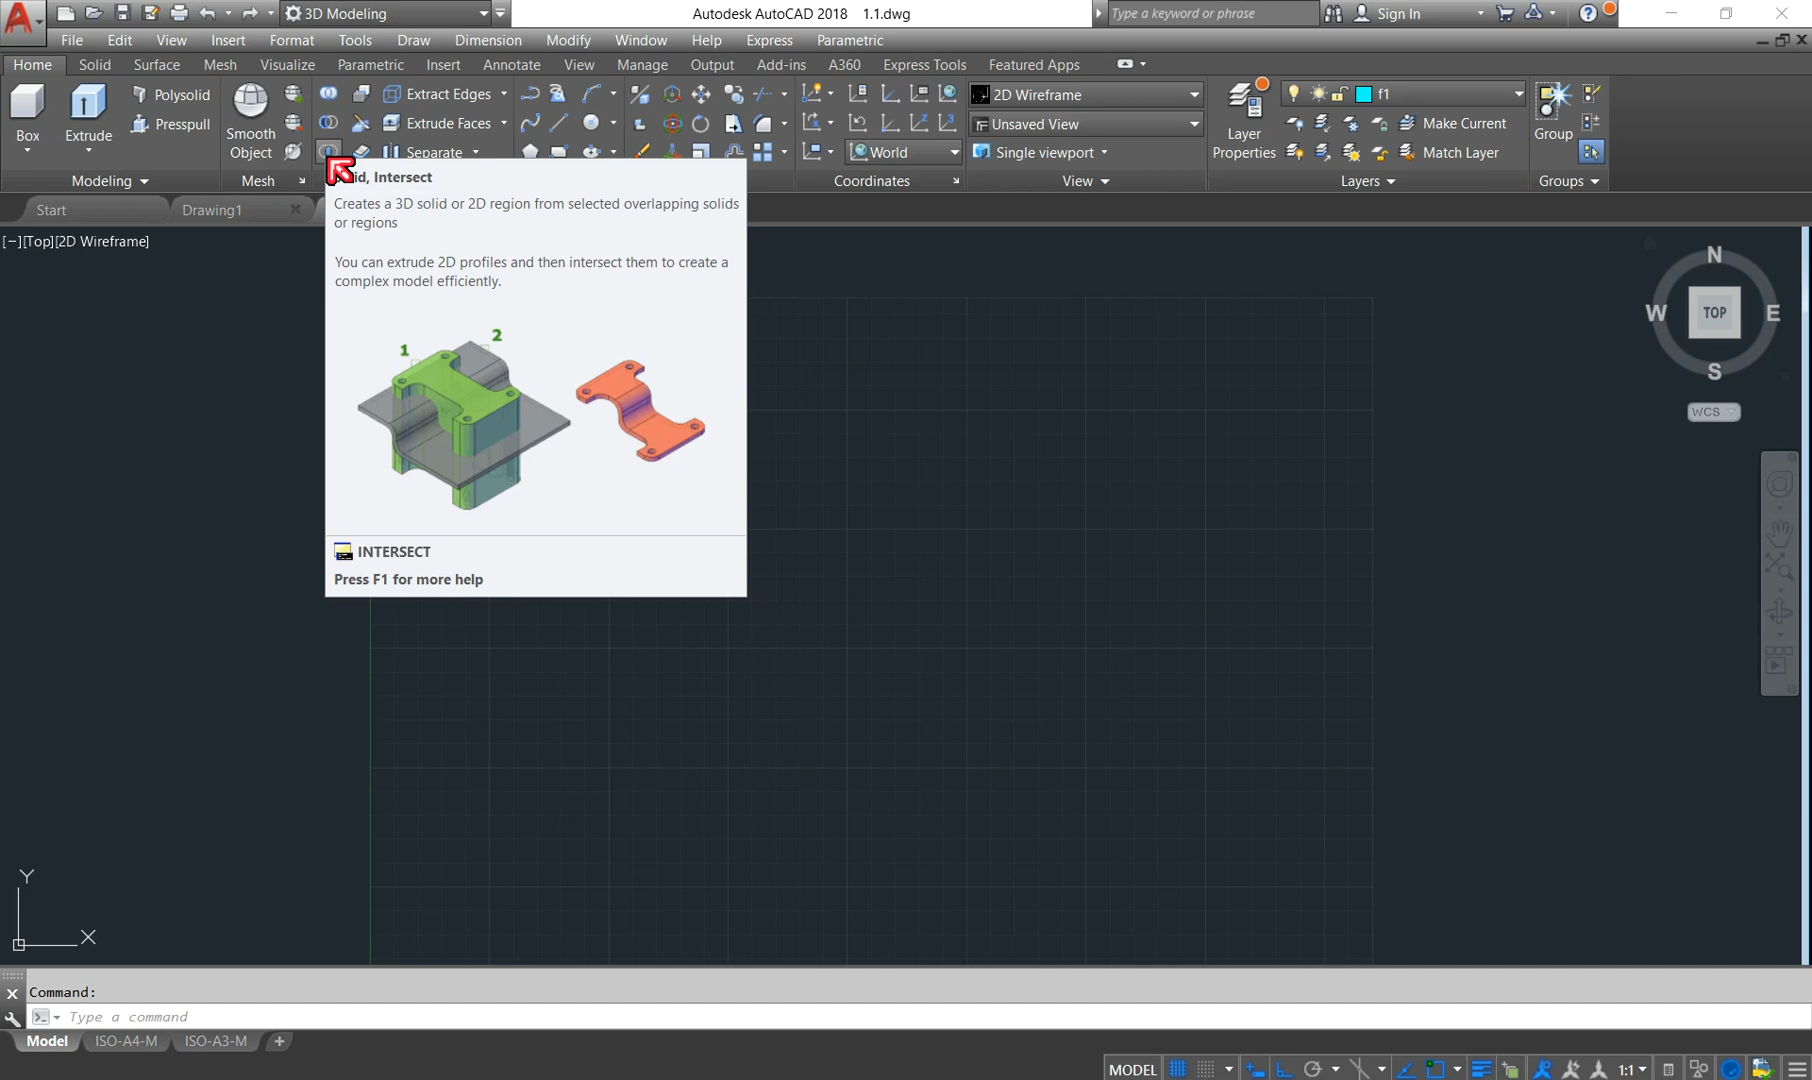 3D Modeling
Autodesk AutoCAD 2018 1.1.dwg
Type a keyword or phrase
Sign In
File Edit View Insert Format Tools Draw Dimension Modify Window Help Express Parametric
Home Solid Surface Mesh Visualize Parametric Insert Annotate View Manage Output Add-ins A360 Express Tools Featured Apps
Box
Extrude
Polysolid
Presspull
Modeling
Smooth
Object
Mesh
Extract Edges
Extrude Faces
Separate
World
Coordinates
2D Wireframe
Unsaved View
Single viewport
View
Layer
Properties
f1
Make Current
Match Layer
Layers
Group
Groups
Start
Drawing1
[−][Top][2D Wireframe]
Intersect
Creates a 3D solid or 2D region from selected overlapping solids
or regions
You can extrude 2D profiles and then intersect them to create a
complex model efficiently.
1
2
INTERSECT
Press F1 for more help
N
W TOP E
S
WCS
Y
X
Command:
Type a command
Model ISO-A4-M ISO-A3-M +
MODEL
1:1